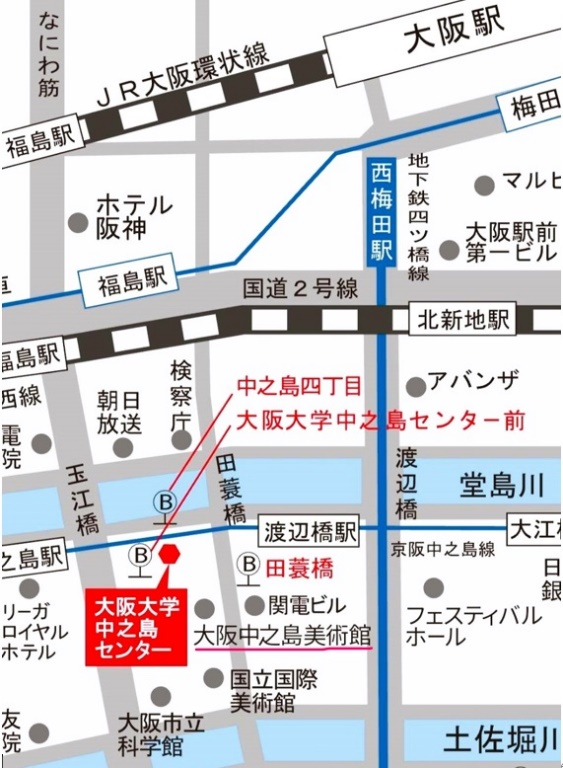 大阪駅
なにわ筋
JR大阪環状線
梅田
福島駅
地下鉄四ツ橋線
西梅田駅
マルビ
ホテル
阪神
大阪駅前
第一ビル
福島駅
国道2号線
北新地駅
福島駅
検察庁
中之島四丁目
アバンザ
西線
朝日
放送
大阪大学中之島センター前
電
院
玉江橋
田蓑橋
渡辺橋
堂島川
B
渡辺橋駅
大江橋
之島駅
京阪中之島線
B
B
田蓑橋
日
銀
リーガ
ロイヤル
ホテル
大阪大学
中之島
センター
関電ビル
フェスティバル
ホール
大阪中之島美術館
国立国際
美術館
大阪市立
科学館
友
院
土佐堀川